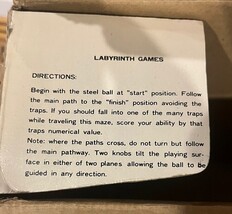 LABYRINTH GAMES
DIRECTIONS:
Begin with the steel ball at "start" position. Follow
the main path to the "finish" position avoiding the
traps. If you should fall into one of the many traps
while traveling this maze, score your ability by that
traps numerical value.
Note: where the paths cross, do not turn but follow
the main pathway. Two knobs tilt the playing sur-
face in either of two planes allowing the ball to be
guided in any direction.